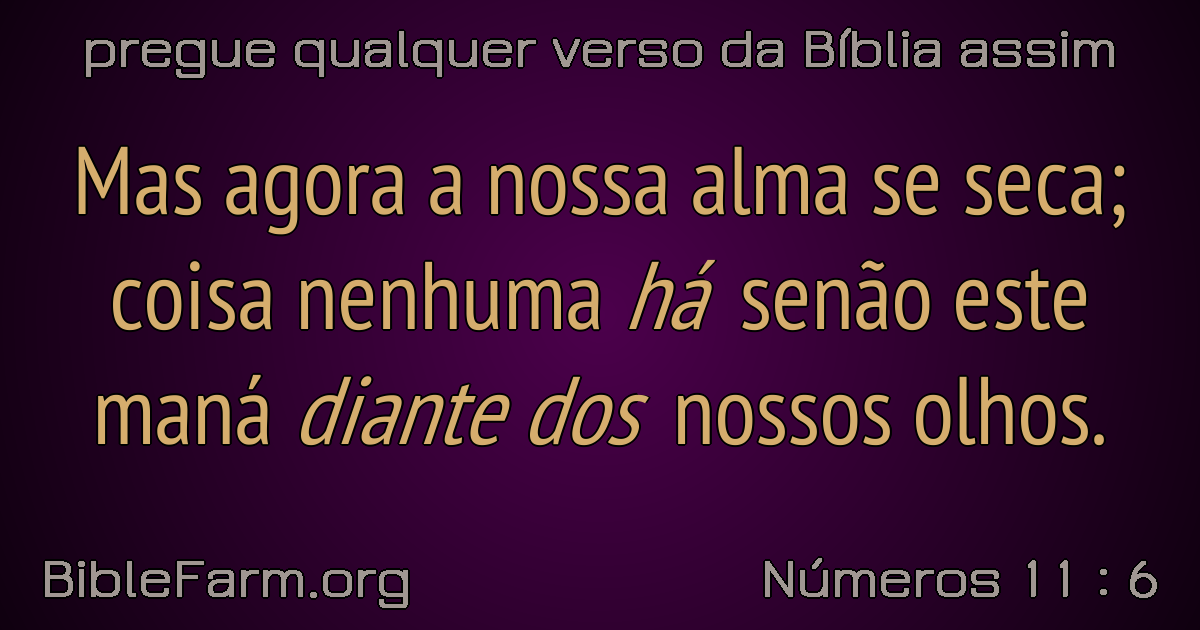 pregue qualquer verso da Bíblia assim
Mas agora a nossa alma se seca;
coisa nenhuma há senão este
maná diante dos nossos olhos.
BibleFarm.org
Números 11 : 6